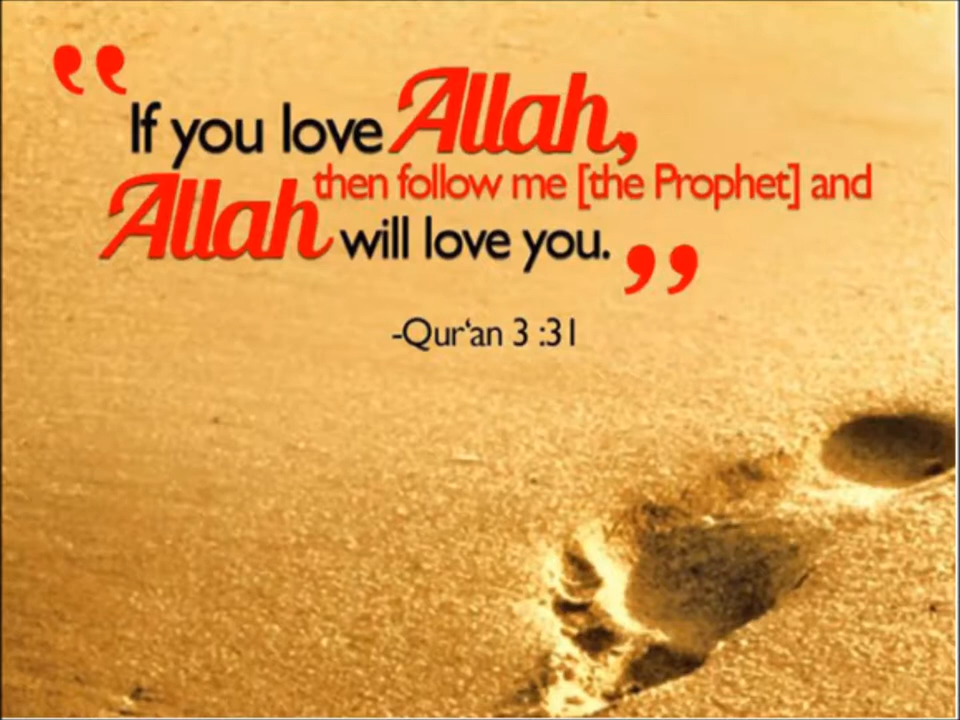 “If you love Allah,
then follow me [the Prophet] and
Allah will love you.”
-Qur‘an 3 :31